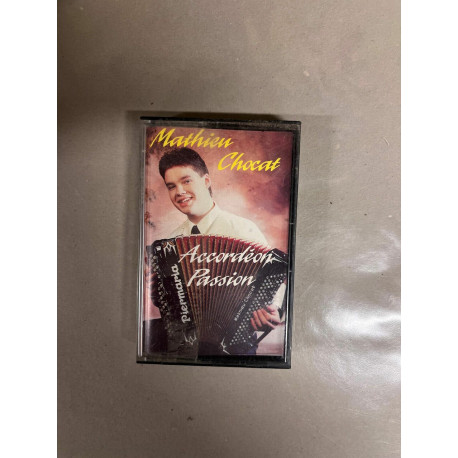 Mathieu
Chocat
Accordéon
Passion
Piermaria